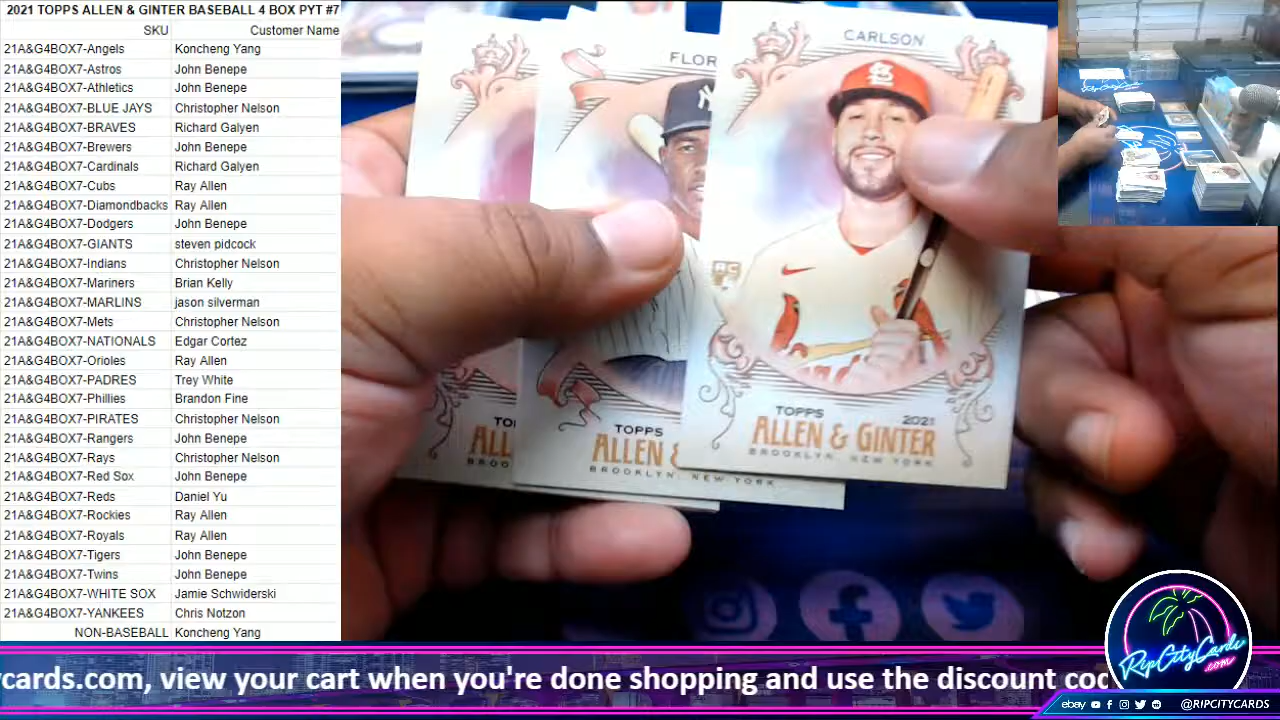 2021 TOPPS ALLEN & GINTER BASEBALL 4 BOX PYT #7
SKU Customer Name
21A&G4BOX7-Angels Koncheng Yang
21A&G4BOX7-Astros John Benepe
21A&G4BOX7-Athletics John Benepe
21A&G4BOX7-BLUE JAYS Christopher Nelson
21A&G4BOX7-BRAVES Richard Galyen
21A&G4BOX7-Brewers John Benepe
21A&G4BOX7-Cardinals Richard Galyen
21A&G4BOX7-Cubs Ray Allen
21A&G4BOX7-Diamondbacks Ray Allen
21A&G4BOX7-Dodgers John Benepe
21A&G4BOX7-GIANTS steven pidcock
21A&G4BOX7-Indians Christopher Nelson
21A&G4BOX7-Mariners Brian Kelly
21A&G4BOX7-MARLINS jason silverman
21A&G4BOX7-Mets Christopher Nelson
21A&G4BOX7-NATIONALS Edgar Cortez
21A&G4BOX7-Orioles Ray Allen
21A&G4BOX7-PADRES Trey White
21A&G4BOX7-Phillies Brandon Fine
21A&G4BOX7-PIRATES Christopher Nelson
21A&G4BOX7-Rangers John Benepe
21A&G4BOX7-Rays Christopher Nelson
21A&G4BOX7-Red Sox John Benepe
21A&G4BOX7-Reds Daniel Yu
21A&G4BOX7-Rockies Ray Allen
21A&G4BOX7-Royals Ray Allen
21A&G4BOX7-Tigers John Benepe
21A&G4BOX7-Twins John Benepe
21A&G4BOX7-WHITE SOX Jamie Schwiderski
21A&G4BOX7-YANKEES Chris Notzon
NON-BASEBALL Koncheng Yang
CARLSON
FLOR
RC
TOPPS 2021
ALLEN & GINTER
BROOKLYN, NEW YORK
TOPPS
ALLEN &
BROOKLYN, NEW YORK
TO
ALL
BROO
RipCityCards
.com
cards.com, view your cart when you're done shopping and use the discount coc
ebay @RIPCITYCARDS